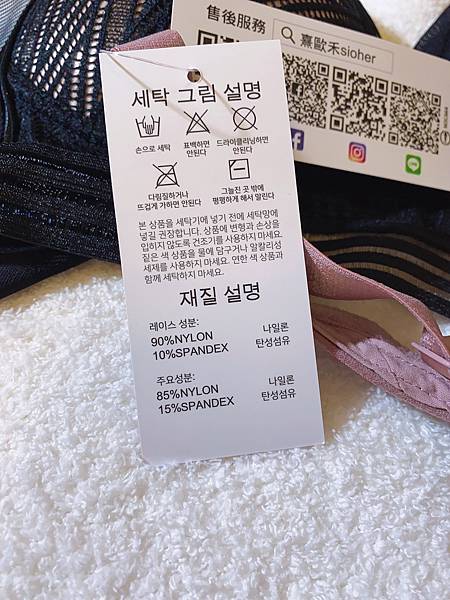 售後服務
熹歐禾sioher
세탁 그림 설명
손으로 세탁
표백하면
안된다
드라이클리닝하면
안된다
다림질하거나
뜨겁게 가하면 안된다
그늘진 곳 밖에
평평하게 해서 말린다
본 상품을 세탁기에 넣기 전에 세탁망에
넣길 권장합니다. 상품에 변형과 손상을
입히지 않도록 건조기를 사용하지 마세요.
짙은 색 상품을 물에 담구거나 알칼리성
세제를 사용하지 마세요. 연한 색 상품과
함께 세탁하지 마세요.
재질 설명
레이스 성분:
90%NYLON 나일론
10%SPANDEX 탄성섬유
주요성분:
85%NYLON 나일론
15%SPANDEX 탄성섬유
LINE